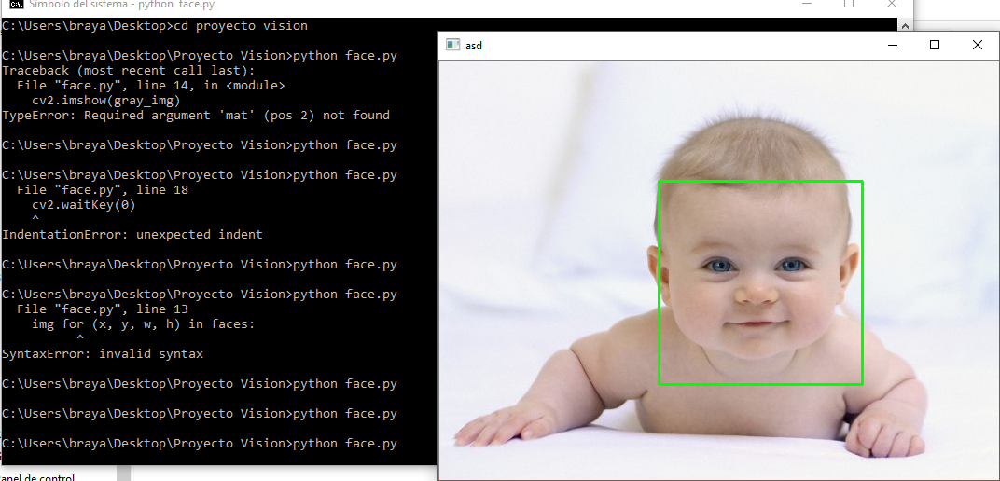 Símbolo del sistema - python face.py
C:\Users\braya\Desktop>cd proyecto vision
C:\Users\braya\Desktop\Proyecto Vision>python face.py
Traceback (most recent call last):
  File "face.py", line 14, in <module>
    cv2.imshow(gray_img)
TypeError: Required argument 'mat' (pos 2) not found
C:\Users\braya\Desktop\Proyecto Vision>python face.py
C:\Users\braya\Desktop\Proyecto Vision>python face.py
  File "face.py", line 18
    cv2.waitKey(0)
    ^
IndentationError: unexpected indent
C:\Users\braya\Desktop\Proyecto Vision>python face.py
C:\Users\braya\Desktop\Proyecto Vision>python face.py
  File "face.py", line 13
    img for (x, y, w, h) in faces:
          ^
SyntaxError: invalid syntax
C:\Users\braya\Desktop\Proyecto Vision>python face.py
C:\Users\braya\Desktop\Proyecto Vision>python face.py
C:\Users\braya\Desktop\Proyecto Vision>python face.py
asd
anel de control